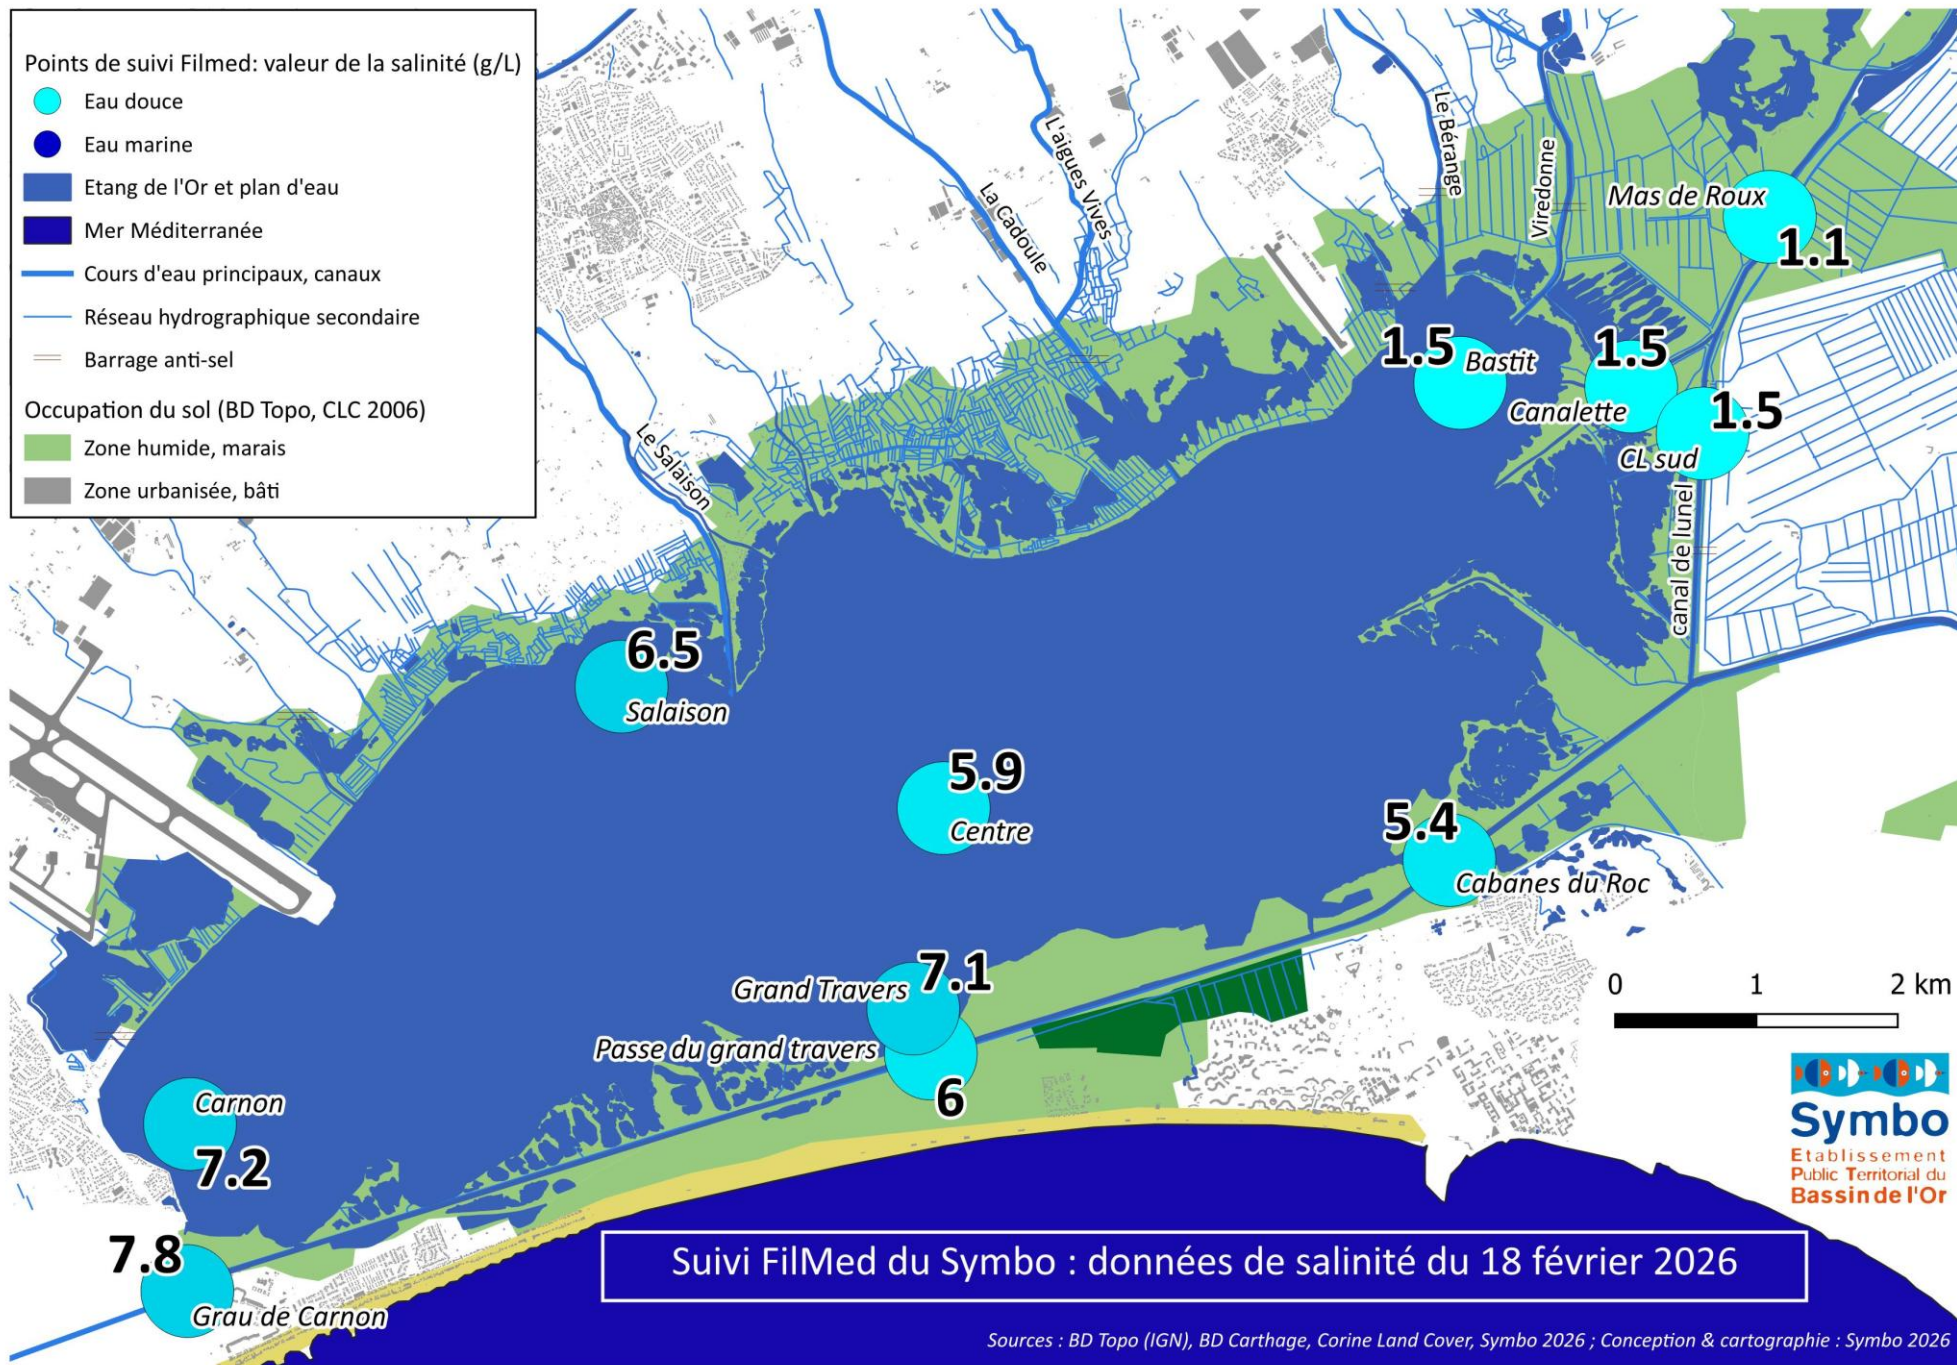 Points de suivi Filmed: valeur de la salinité (g/L)
Eau douce
Eau marine
Etang de l'Or et plan d'eau
Mer Méditerranée
Cours d'eau principaux, canaux
Réseau hydrographique secondaire
Barrage anti-sel
Occupation du sol (BD Topo, CLC 2006)
Zone humide, marais
Zone urbanisée, bâti
L'aigues Vives
La Cadoule
Le Bérange
Viredonne
Mas de Roux
1.1
1.5
Bastit
1.5
Canalette
1.5
CL sud
Canal de lunel
Le Salaison
6.5
Salaison
5.9
Centre
5.4
Cabanes du Roc
Grand Travers
7.1
Passe du grand travers
6
Carnon
7.2
7.8
Grau de Carnon
0 1 2 km
Symbo
Etablissement
Public Territorial du
Bassin de l'Or
Suivi FilMed du Symbo : données de salinité du 18 février 2026
Sources : BD Topo (IGN), BD Carthage, Corine Land Cover, Symbo 2026 ; Conception & cartographie : Symbo 2026